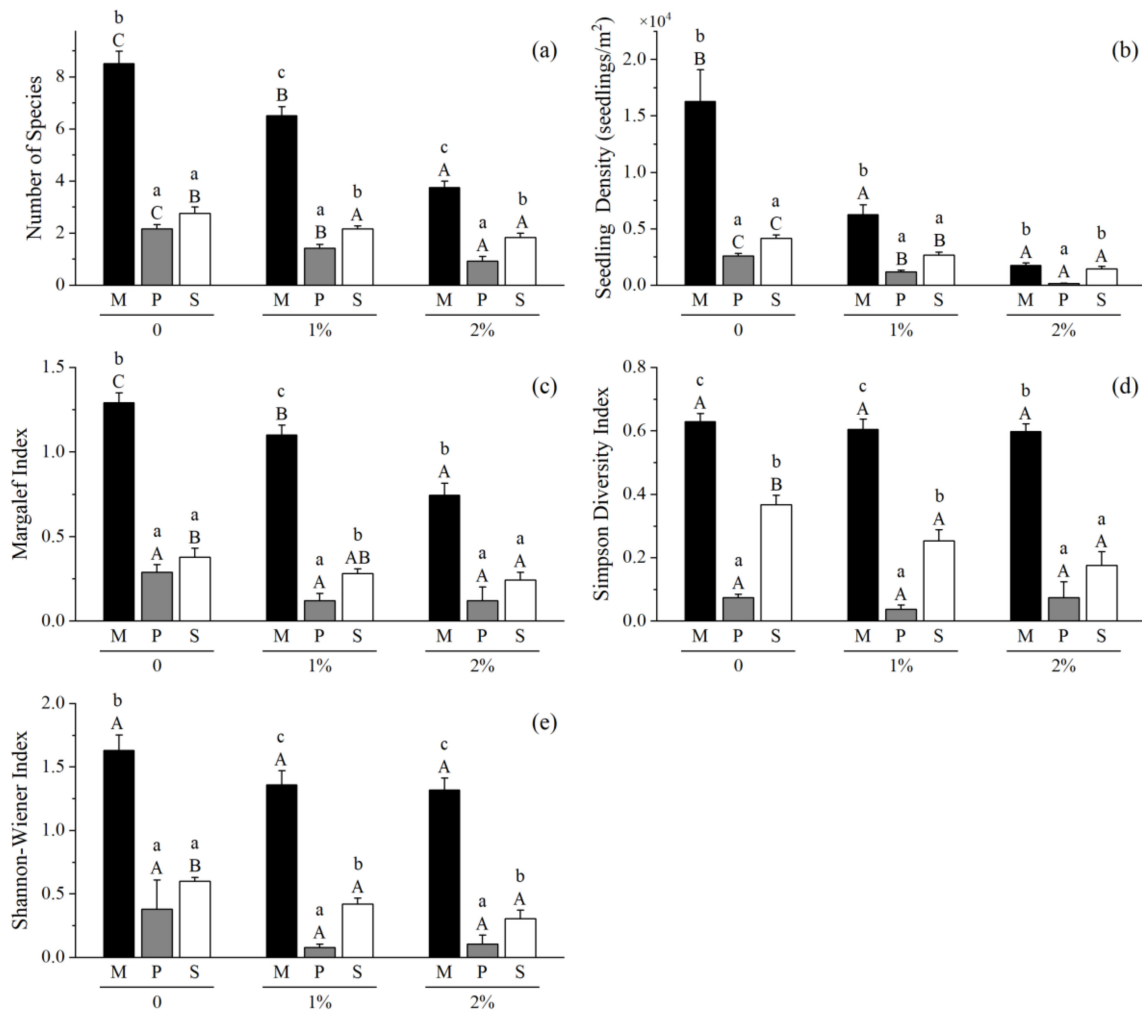 (a)
Number of Species
8
6
4
2
0
b
C
a
C
a
B
c
B
a
B
b
A
c
A
a
A
b
A
M P S M P S M P S
0 1% 2%
(b)
×10⁴
Seedling Density (seedlings/m²)
2.0
1.5
1.0
0.5
0.0
b
B
a
C
a
C
b
A
a
B
a
B
b
A
a
A
b
A
M P S M P S M P S
0 1% 2%
(c)
Margalef Index
1.5
1.0
0.5
0.0
b
C
a
A
a
B
c
B
a
A
b
AB
b
A
a
A
a
A
M P S M P S M P S
0 1% 2%
(d)
Simpson Diversity Index
0.8
0.6
0.4
0.2
0.0
c
A
a
A
b
B
c
A
a
A
b
A
b
A
a
A
a
A
M P S M P S M P S
0 1% 2%
(e)
Shannon-Wiener Index
2.0
1.5
1.0
0.5
0.0
b
A
a
A
a
B
c
A
a
A
b
A
c
A
a
A
b
A
M P S M P S M P S
0 1% 2%